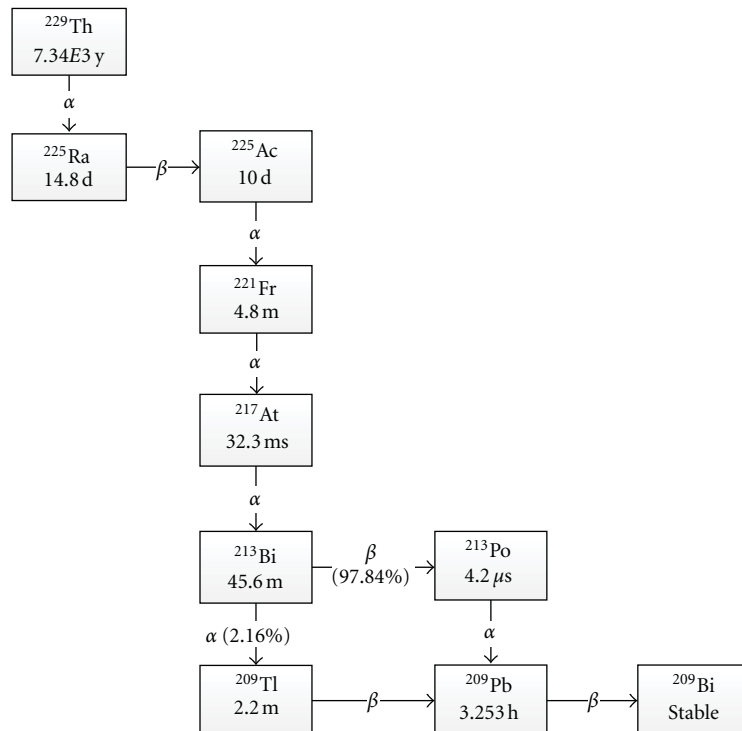 ²²⁹Th
7.34E3 y
α
²²⁵Ra
14.8 d
β
²²⁵Ac
10 d
α
²²¹Fr
4.8 m
α
²¹⁷At
32.3 ms
α
²¹³Bi
45.6 m
β
(97.84%)
²¹³Po
4.2 μs
α (2.16%)
α
²⁰⁹Tl
2.2 m
β
²⁰⁹Pb
3.253 h
β
²⁰⁹Bi
Stable